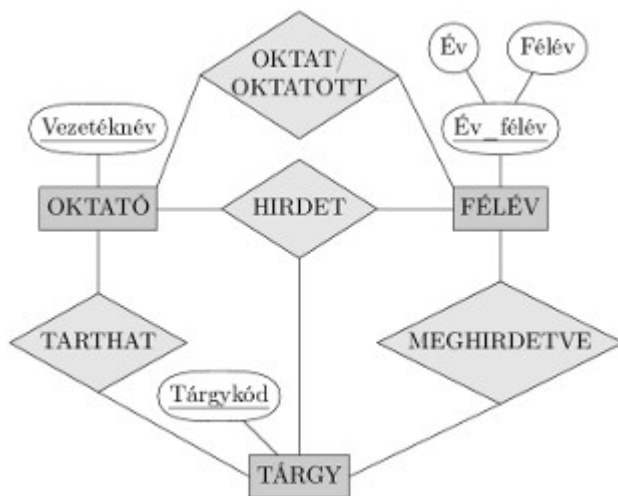 Év
Félév
OKTAT/
OKTATOTT
Vezetéknév
Év_félév
OKTATÓ
HIRDET
FÉLÉV
TARTHAT
MEGHIRDETVE
Tárgykód
TÁRGY